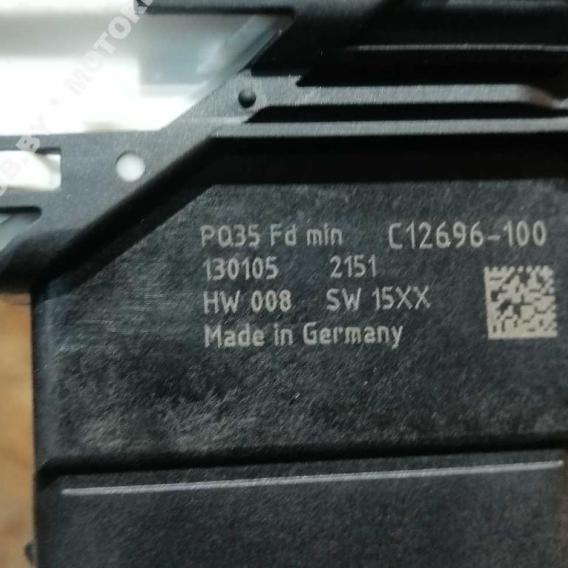 PQ35 Fd min C12696-100
130105 2151
HW 008 SW 15XX
Made in Germany